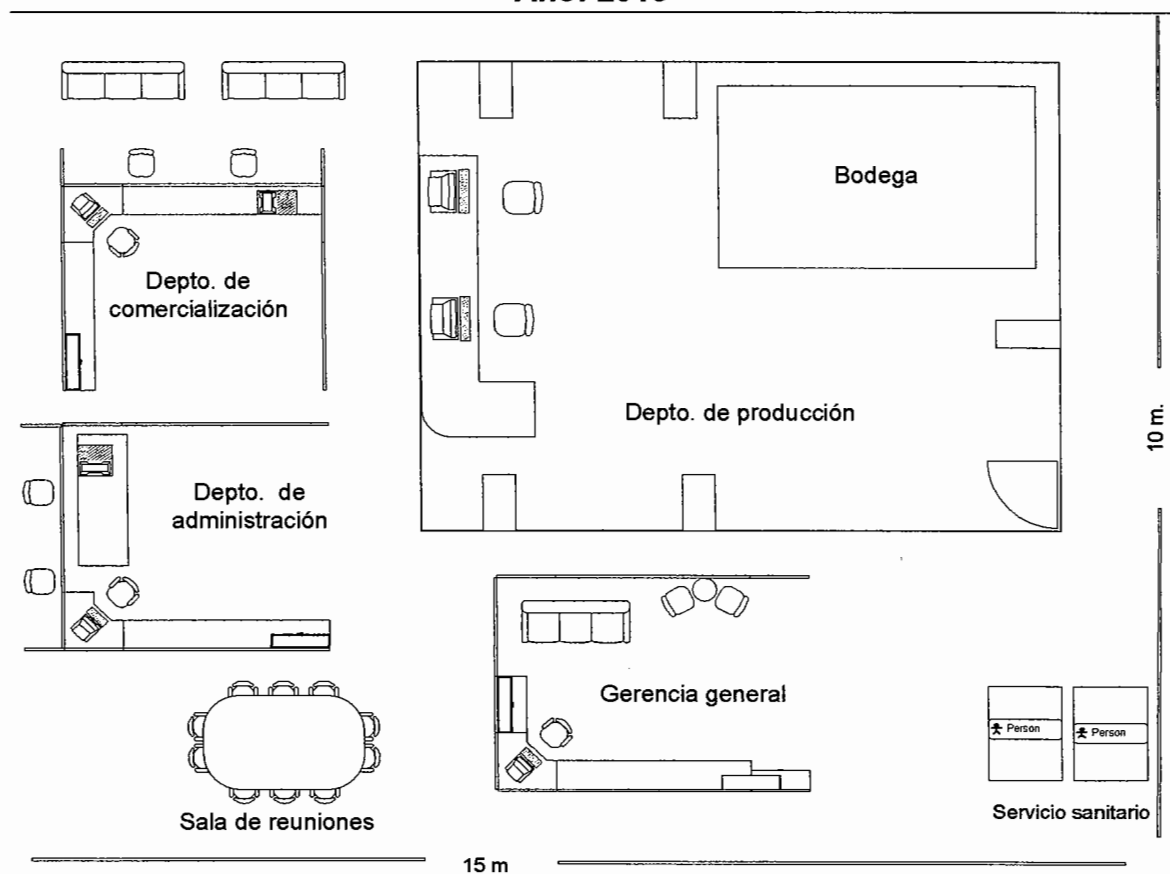 Bodega
Depto. de
comercialización
Depto. de producción
10 m.
Depto. de
administración
Gerencia general
Person
Person
Servicio sanitario
Sala de reuniones
15 m